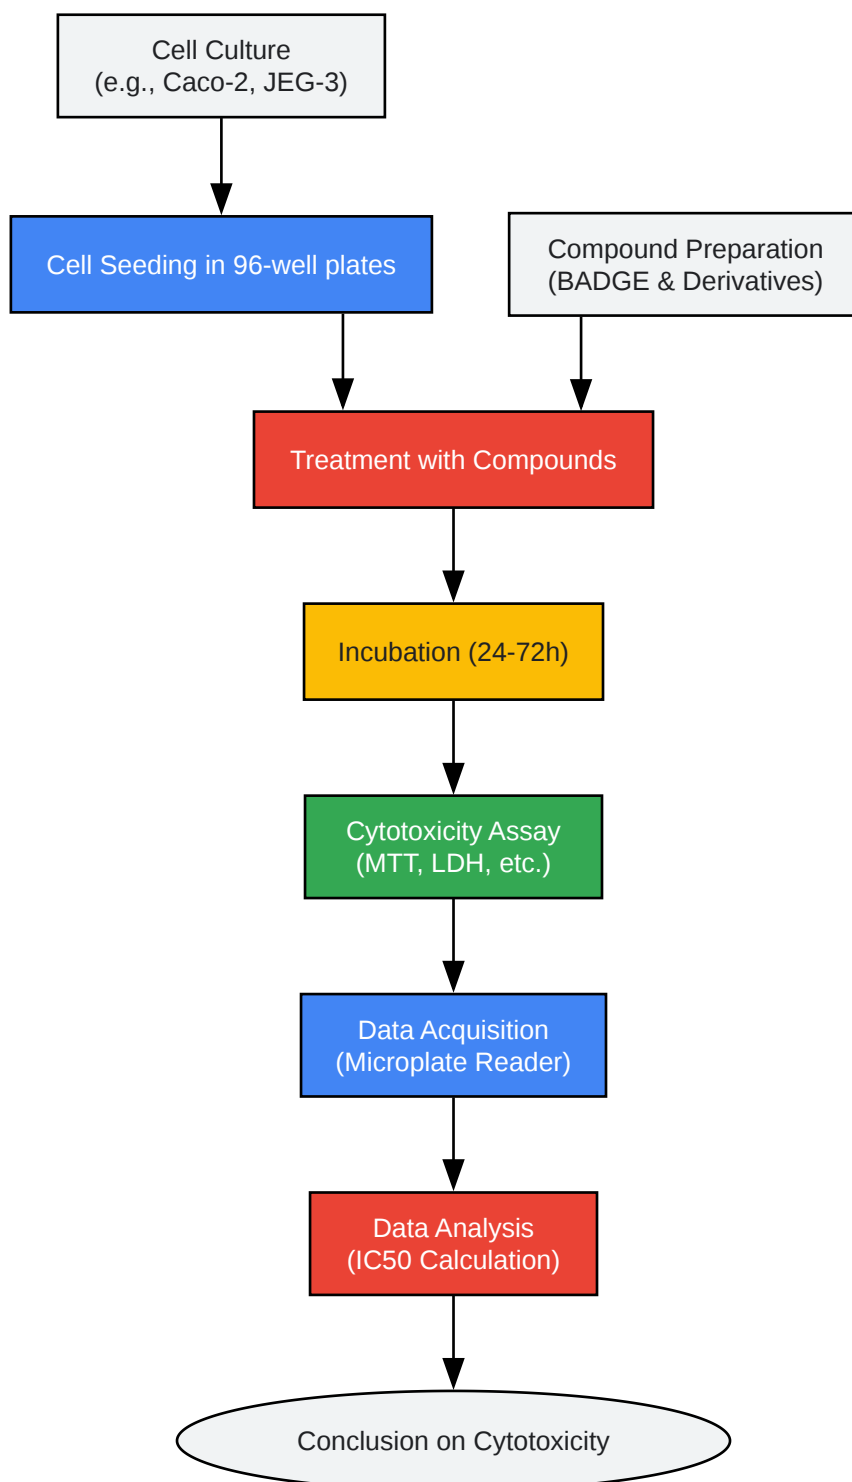 Cell Culture
(e.g., Caco-2, JEG-3)
Cell Seeding in 96-well plates
Compound Preparation
(BADGE & Derivatives)
Treatment with Compounds
Incubation (24-72h)
Cytotoxicity Assay
(MTT, LDH, etc.)
Data Acquisition
(Microplate Reader)
Data Analysis
(IC50 Calculation)
Conclusion on Cytotoxicity